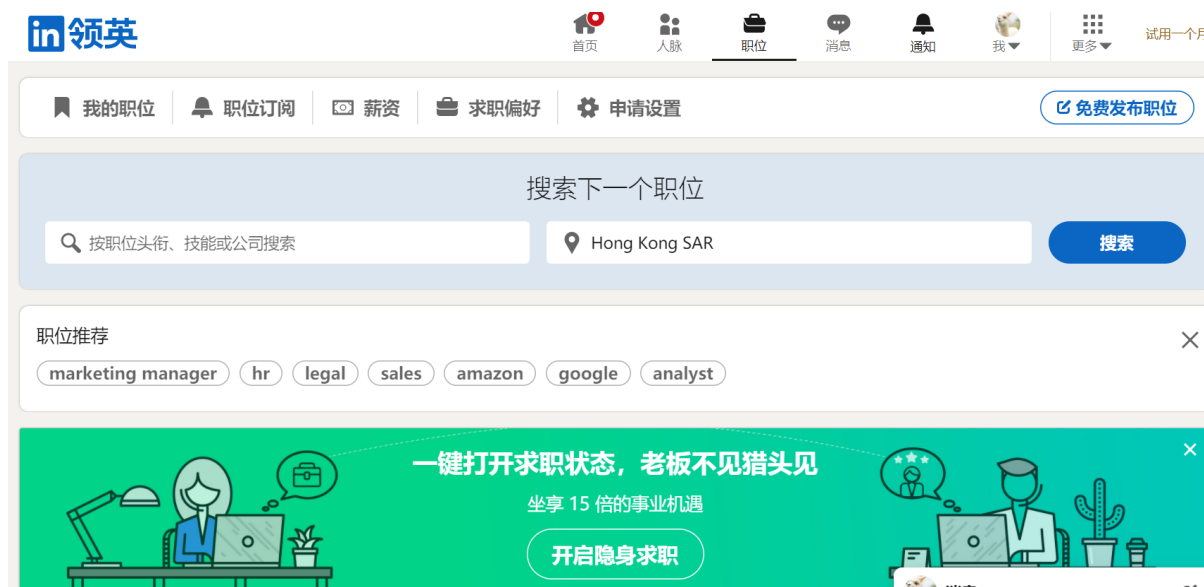 in 领英
首页 人脉 职位 消息 通知 我 更多 试用一个月
我的职位 职位订阅 薪资 求职偏好 申请设置 免费发布职位
搜索下一个职位
按职位头衔、技能或公司搜索 Hong Kong SAR 搜索
职位推荐
marketing manager hr legal sales amazon google analyst
一键打开求职状态，老板不见猎头见
坐享 15 倍的事业机遇
开启隐身求职